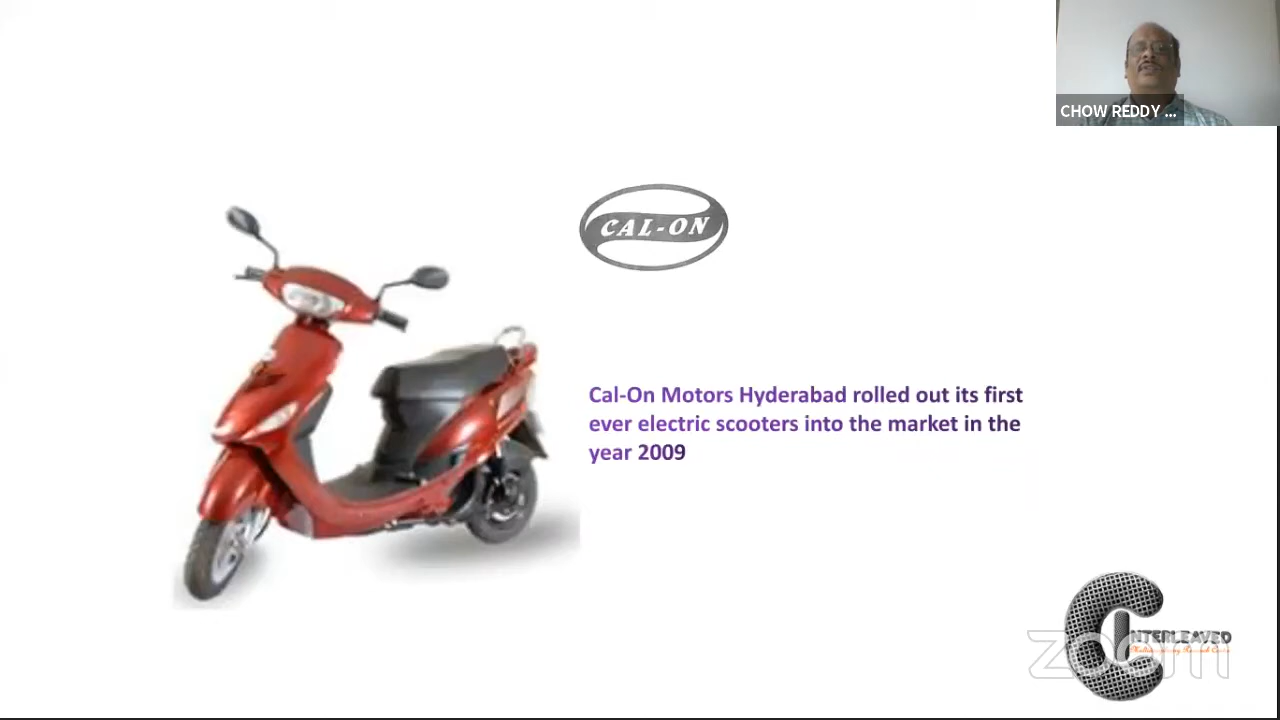 CHOW REDDY ...
CAL-ON
Cal-On Motors Hyderabad rolled out its first
ever electric scooters into the market in the
year 2009
NTERLEAVED
zoom